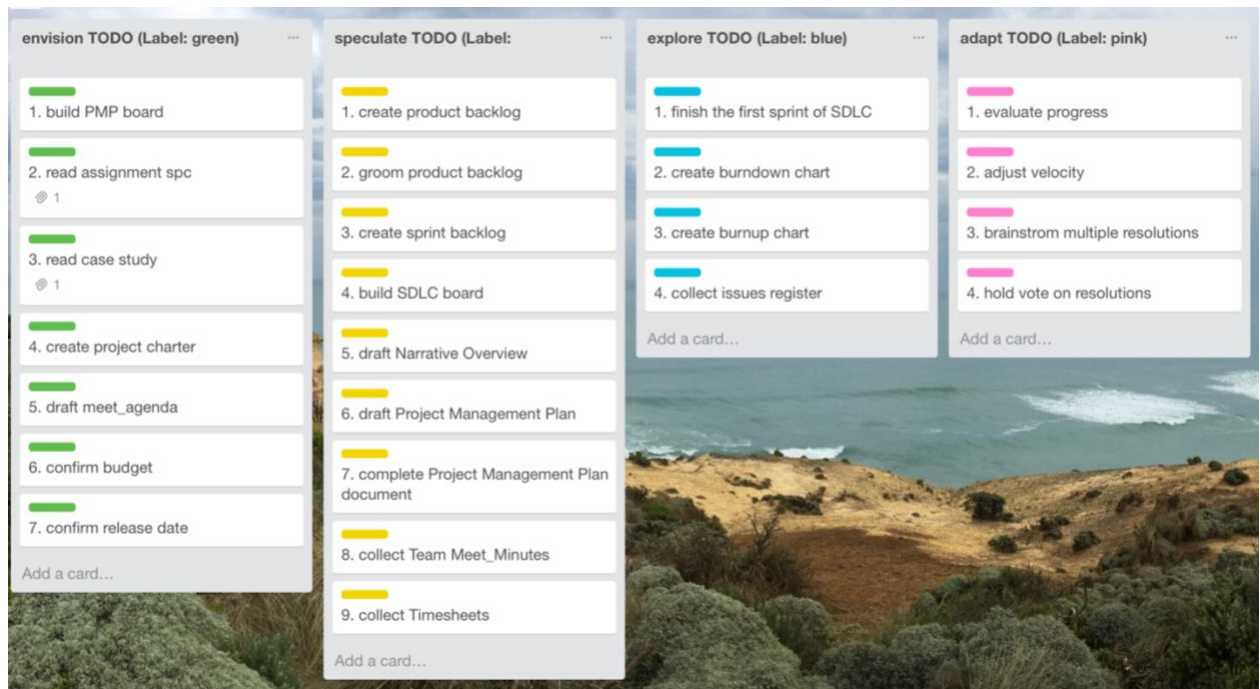 envision TODO (Label: green)
1. build PMP board
2. read assignment spc
1
3. read case study
1
4. create project charter
5. draft meet_agenda
6. confirm budget
7. confirm release date
Add a card…
speculate TODO (Label:
1. create product backlog
2. groom product backlog
3. create sprint backlog
4. build SDLC board
5. draft Narrative Overview
6. draft Project Management Plan
7. complete Project Management Plan
document
8. collect Team Meet_Minutes
9. collect Timesheets
Add a card…
explore TODO (Label: blue)
1. finish the first sprint of SDLC
2. create burndown chart
3. create burnup chart
4. collect issues register
Add a card…
adapt TODO (Label: pink)
1. evaluate progress
2. adjust velocity
3. brainstrom multiple resolutions
4. hold vote on resolutions
Add a card…